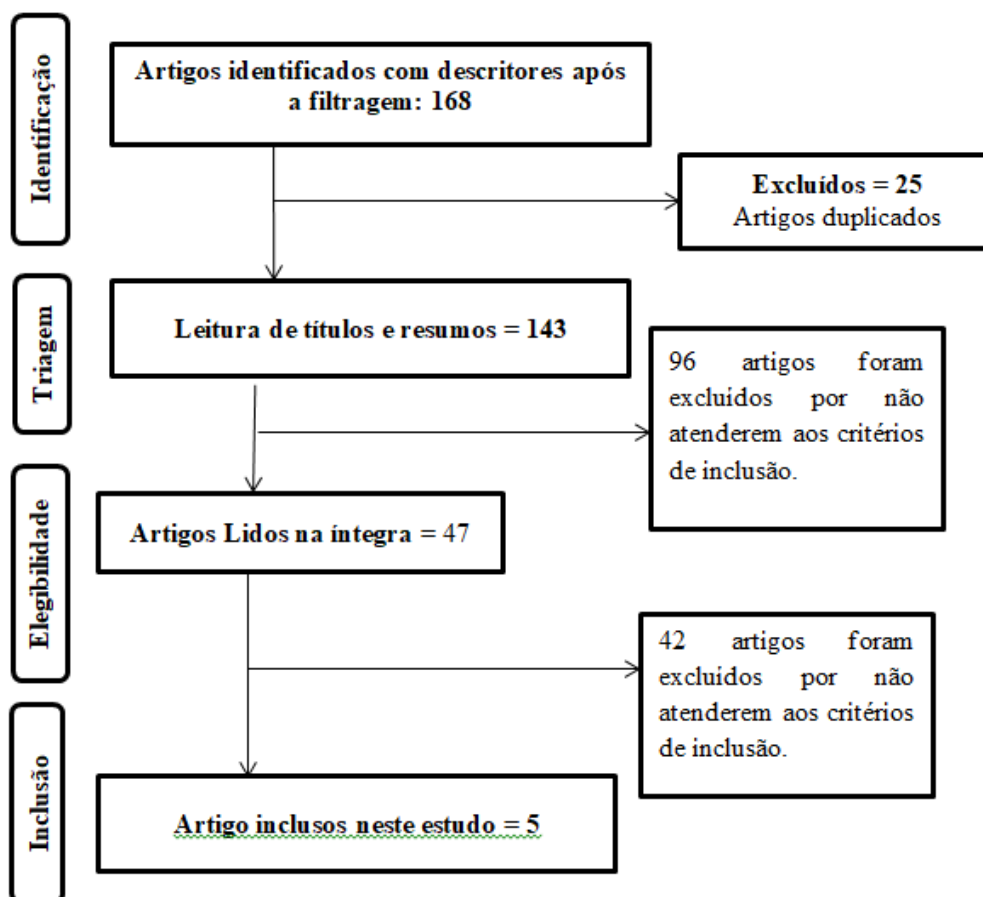 Identificação
Artigos identificados com descritores após
a filtragem: 168
Excluídos = 25
Artigos duplicados
Triagem
Leitura de títulos e resumos = 143
96 artigos foram
excluídos por não
atenderem aos critérios
de inclusão.
Elegibilidade
Artigos Lidos na íntegra = 47
42 artigos foram
excluídos por não
atenderem aos critérios
de inclusão.
Inclusão
Artigo inclusos neste estudo = 5